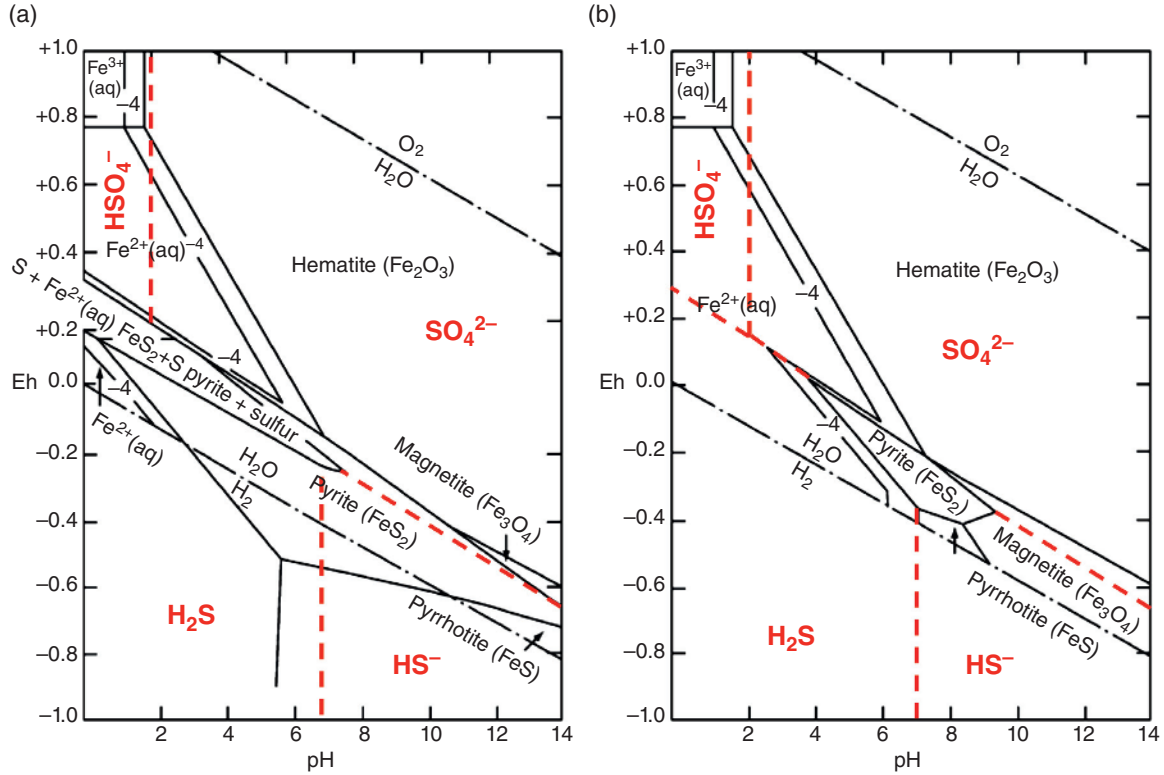 (a)
+1.0
+0.8
+0.6
+0.4
+0.2
0.0
–0.2
–0.4
–0.6
–0.8
–1.0
Eh
2
4
6
8
10
12
14
pH
Fe³⁺
(aq)
–4
HSO₄⁻
Fe²⁺(aq)⁻⁴
O₂
H₂O
Hematite (Fe₂O₃)
SO₄²⁻
S + Fe²⁺(aq) FeS₂+S pyrite + sulfur
–4
–4
Fe²⁺(aq)
H₂O
H₂
Pyrite (FeS₂)
Magnetite (Fe₃O₄)
Pyrrhotite (FeS)
H₂S
HS⁻
(b)
+1.0
+0.8
+0.6
+0.4
+0.2
0.0
–0.2
–0.4
–0.6
–0.8
–1.0
Eh
2
4
6
8
10
12
14
pH
Fe³⁺
(aq)
–4
HSO₄⁻
Fe²⁺(aq)
–4
O₂
H₂O
Hematite (Fe₂O₃)
SO₄²⁻
–4
H₂O
H₂
Pyrite
(FeS₂)
Magnetite (Fe₃O₄)
Pyrrhotite (FeS)
H₂S
HS⁻